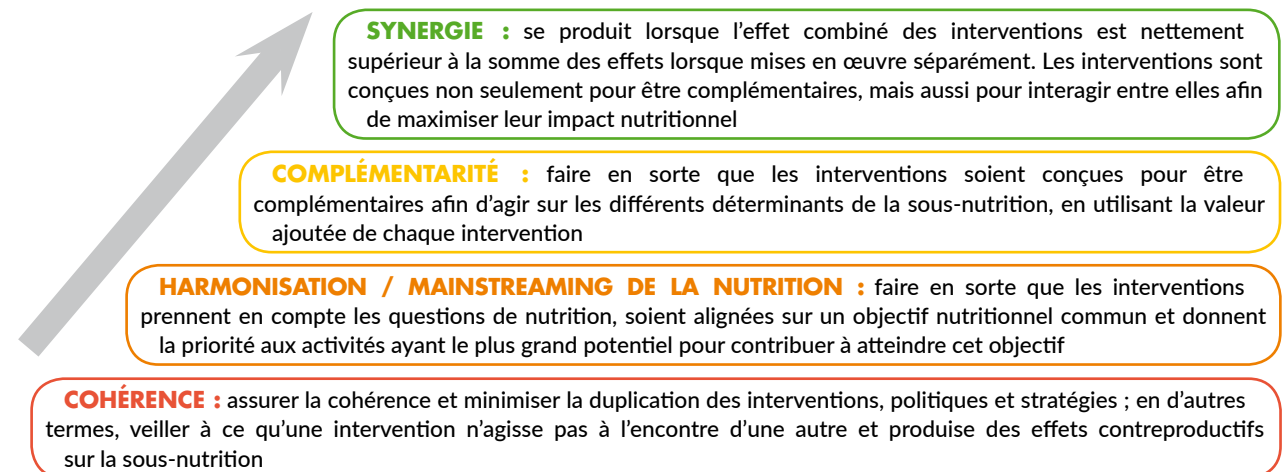 SYNERGIE : se produit lorsque l'effet combiné des interventions est nettement
supérieur à la somme des effets lorsque mises en œuvre séparément. Les interventions sont
conçues non seulement pour être complémentaires, mais aussi pour interagir entre elles afin
de maximiser leur impact nutritionnel
COMPLÉMENTARITÉ : faire en sorte que les interventions soient conçues pour être
complémentaires afin d'agir sur les différents déterminants de la sous-nutrition, en utilisant la valeur
ajoutée de chaque intervention
HARMONISATION / MAINSTREAMING DE LA NUTRITION : faire en sorte que les interventions
prennent en compte les questions de nutrition, soient alignées sur un objectif nutritionnel commun et donnent
la priorité aux activités ayant le plus grand potentiel pour contribuer à atteindre cet objectif
COHÉRENCE : assurer la cohérence et minimiser la duplication des interventions, politiques et stratégies ; en d'autres
termes, veiller à ce qu'une intervention n'agisse pas à l'encontre d'une autre et produise des effets contreproductifs
sur la sous-nutrition